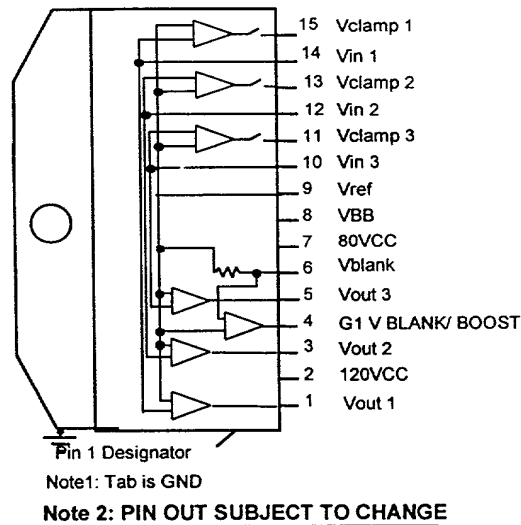 15 Vclamp 1
14 Vin 1
13 Vclamp 2
12 Vin 2
11 Vclamp 3
10 Vin 3
9 Vref
8 VBB
7 80VCC
6 Vblank
5 Vout 3
4 G1 V BLANK/ BOOST
3 Vout 2
2 120VCC
1 Vout 1
Pin 1 Designator
Note1: Tab is GND
Note 2: PIN OUT SUBJECT TO CHANGE